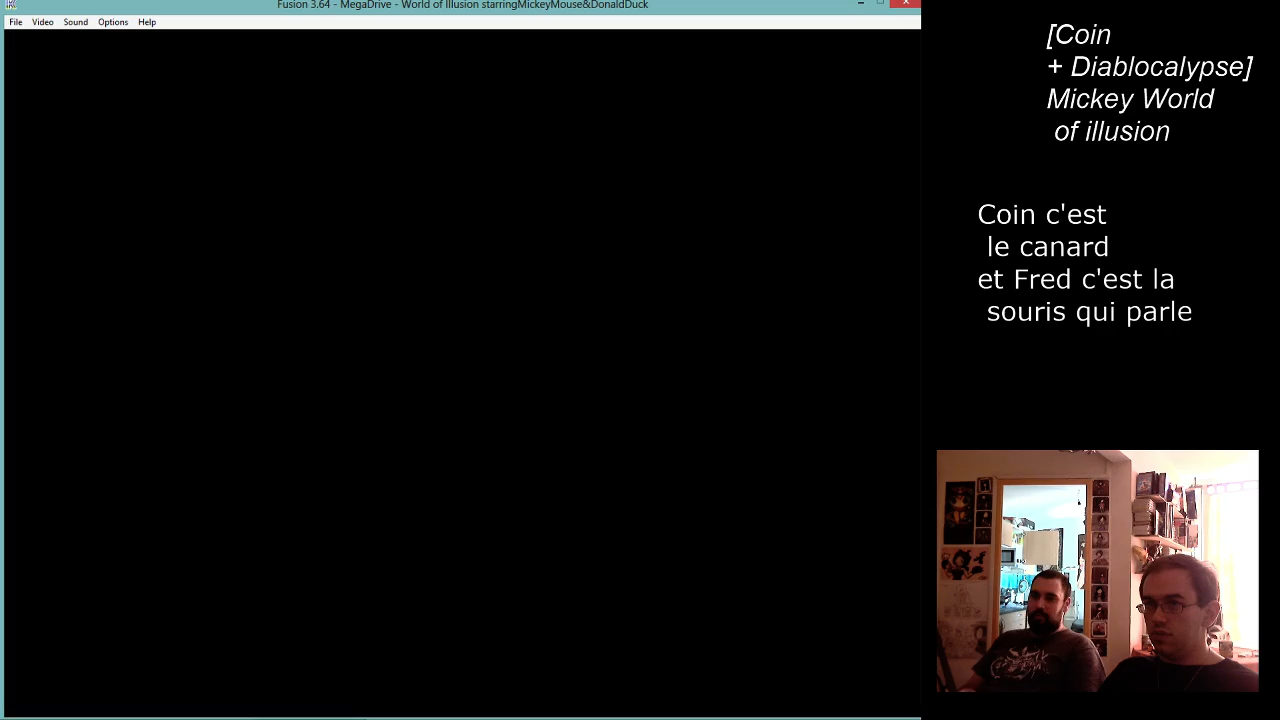 Fusion 3.64 - MegaDrive - World of Illusion starringMickeyMouse&DonaldDuck
File Video Sound Options Help
[Coin
+ Diablocalypse]
Mickey World
of illusion
Coin c'est
le canard
et Fred c'est la
souris qui parle